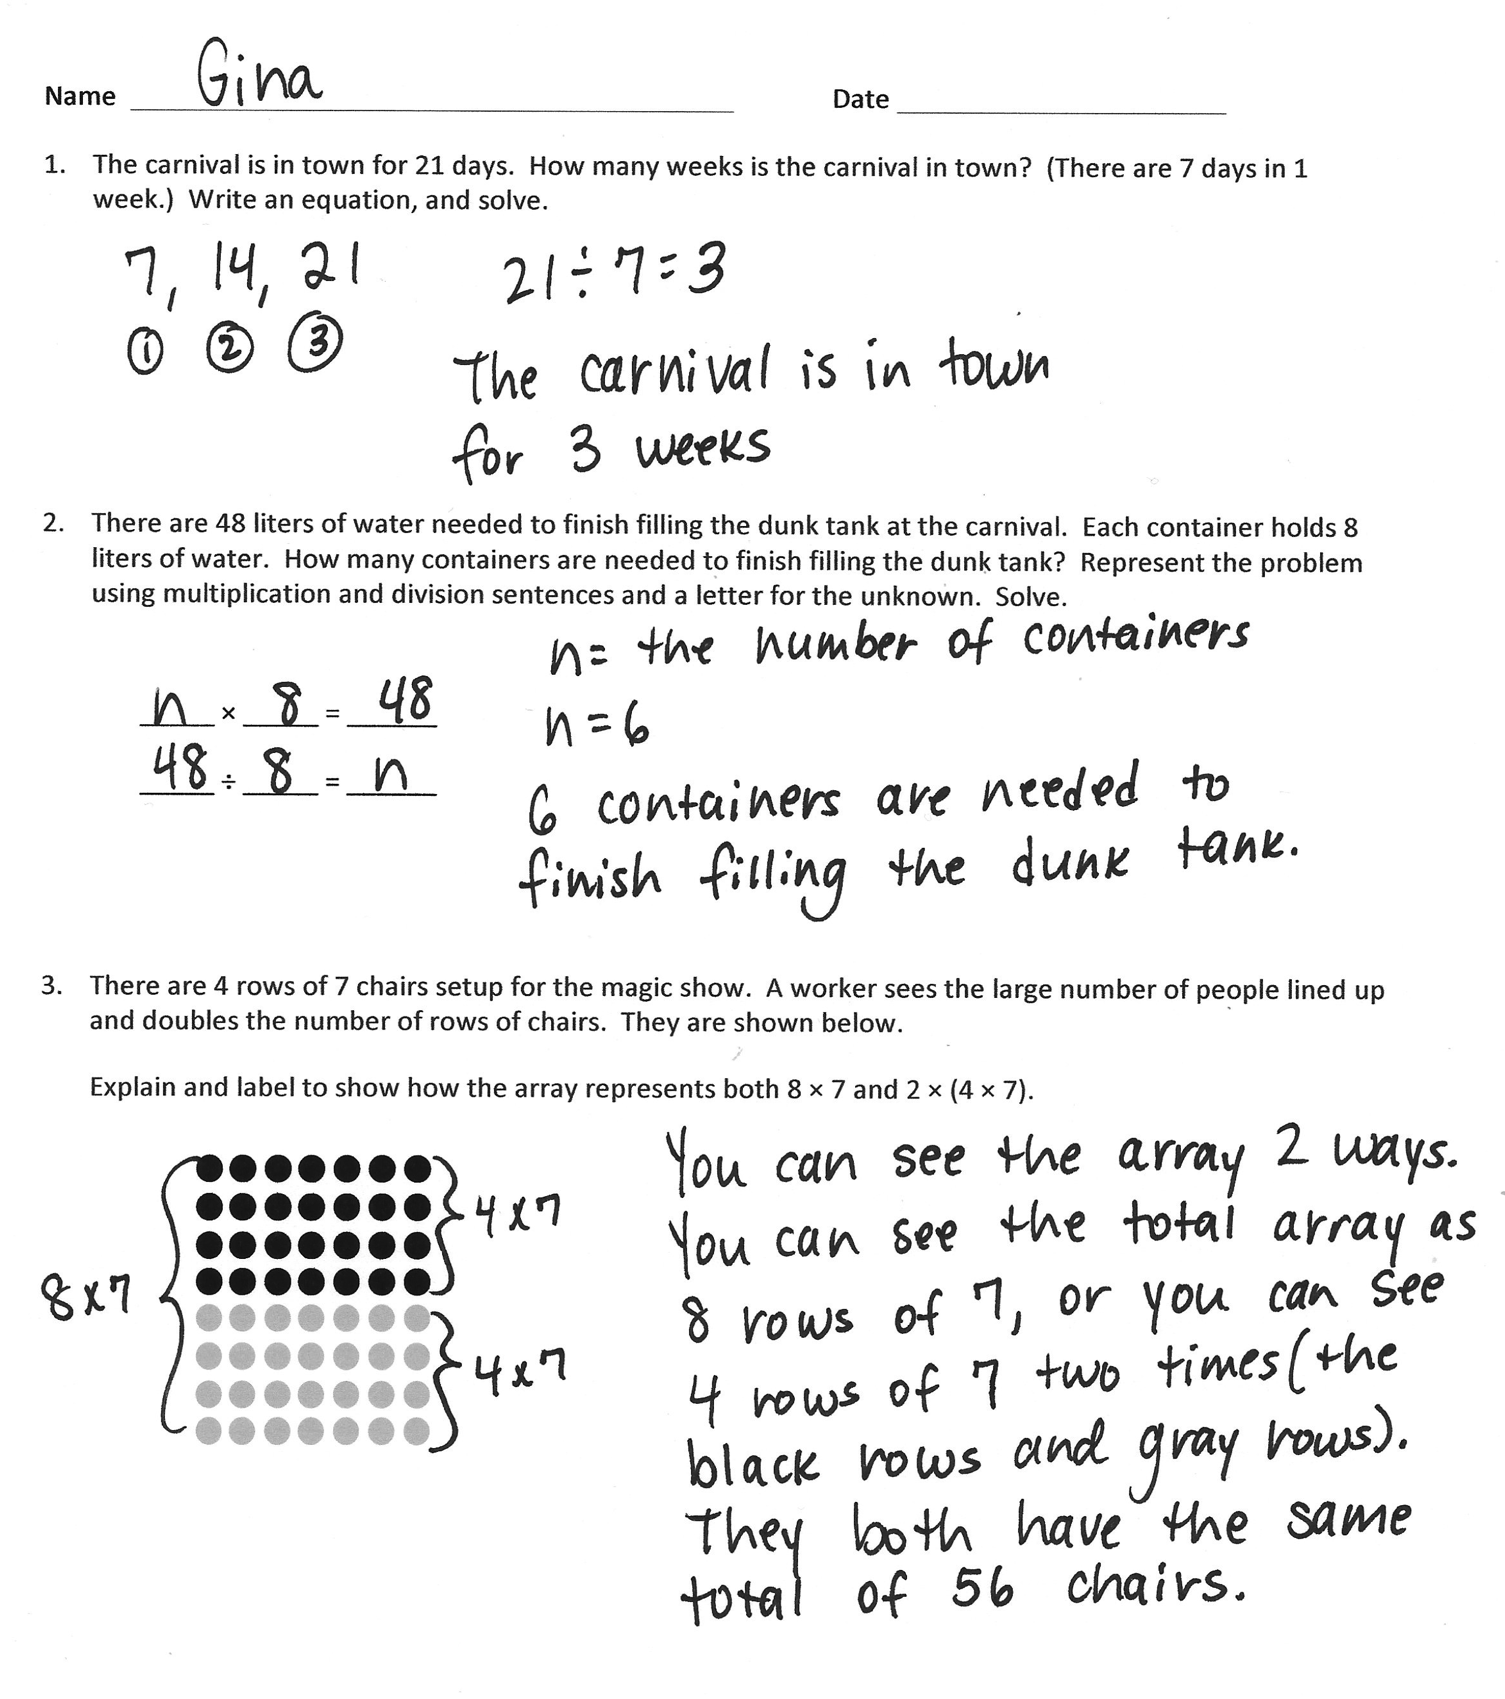 Name Gina Date
1. The carnival is in town for 21 days. How many weeks is the carnival in town? (There are 7 days in 1
week.) Write an equation, and solve.
7, 14, 21 21 ÷ 7 = 3
① ② ③
The carnival is in town
for 3 weeks
2. There are 48 liters of water needed to finish filling the dunk tank at the carnival. Each container holds 8
liters of water. How many containers are needed to finish filling the dunk tank? Represent the problem
using multiplication and division sentences and a letter for the unknown. Solve.
n × 8 = 48
48 ÷ 8 = n
n = the number of containers
n = 6
6 containers are needed to
finish filling the dunk tank.
3. There are 4 rows of 7 chairs setup for the magic show. A worker sees the large number of people lined up
and doubles the number of rows of chairs. They are shown below.
Explain and label to show how the array represents both 8 × 7 and 2 × (4 × 7).
8 x 7
4 x 7
4 x 7
You can see the array 2 ways.
You can see the total array as
8 rows of 7, or you can see
4 rows of 7 two times (the
black rows and gray rows).
They both have the same
total of 56 chairs.